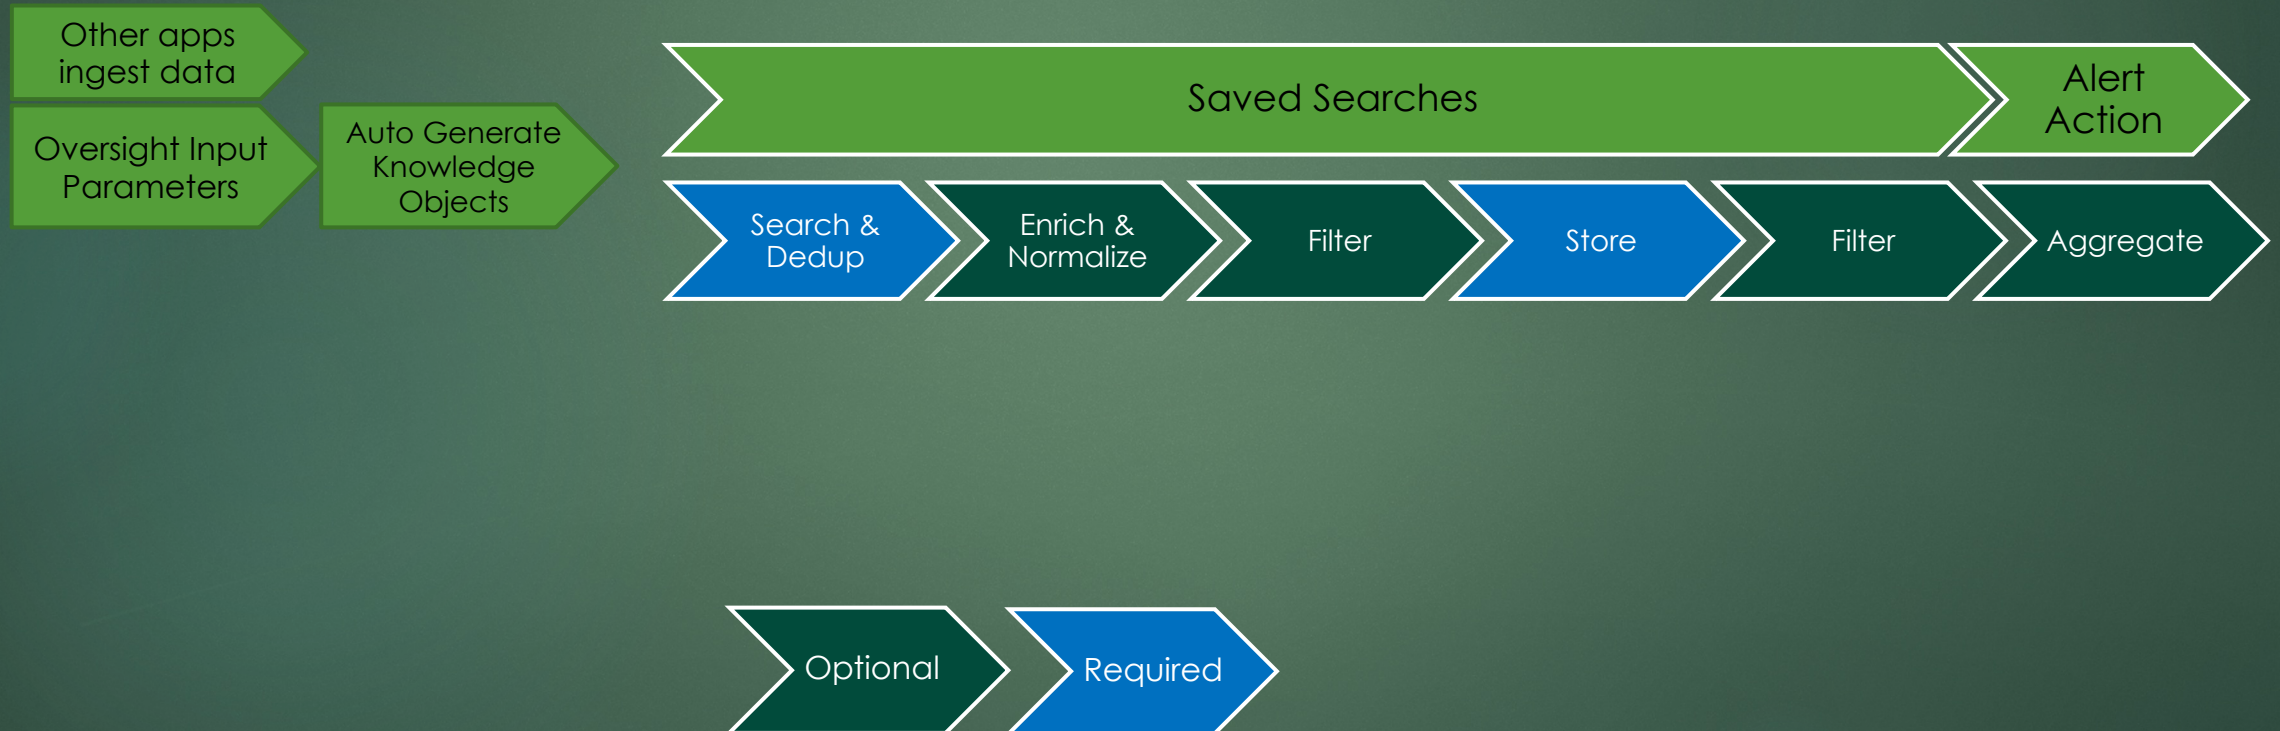 Other apps
ingest data
Oversight Input
Parameters
Auto Generate
Knowledge
Objects
Saved Searches
Alert
Action
Search &
Dedup
Enrich &
Normalize
Filter
Store
Filter
Aggregate
Optional
Required